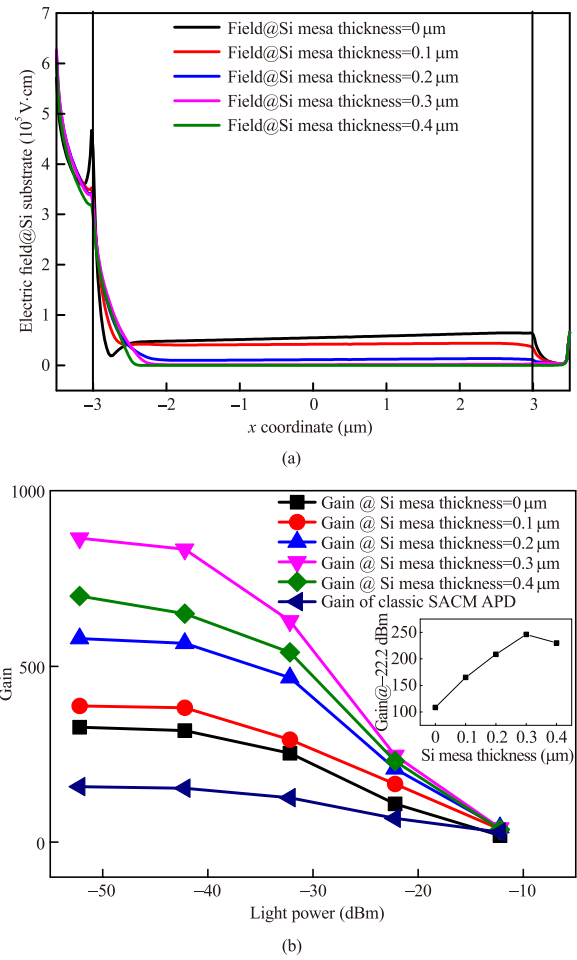 7
6
5
4
3
2
1
0
Electric field@Si substrate (10⁵ V·cm)
Field@Si mesa thickness=0 μm
Field@Si mesa thickness=0.1 μm
Field@Si mesa thickness=0.2 μm
Field@Si mesa thickness=0.3 μm
Field@Si mesa thickness=0.4 μm
−3 −2 −1 0 1 2 3
x coordinate (μm)
(a)
1000
500
0
Gain
Gain @ Si mesa thickness=0 μm
Gain @ Si mesa thickness=0.1 μm
Gain @ Si mesa thickness=0.2 μm
Gain @ Si mesa thickness=0.3 μm
Gain @ Si mesa thickness=0.4 μm
Gain of classic SACM APD
Gain@−22.2 dBm
250
200
150
100
0 0.1 0.2 0.3 0.4
Si mesa thickness (μm)
−50 −40 −30 −20 −10
Light power (dBm)
(b)